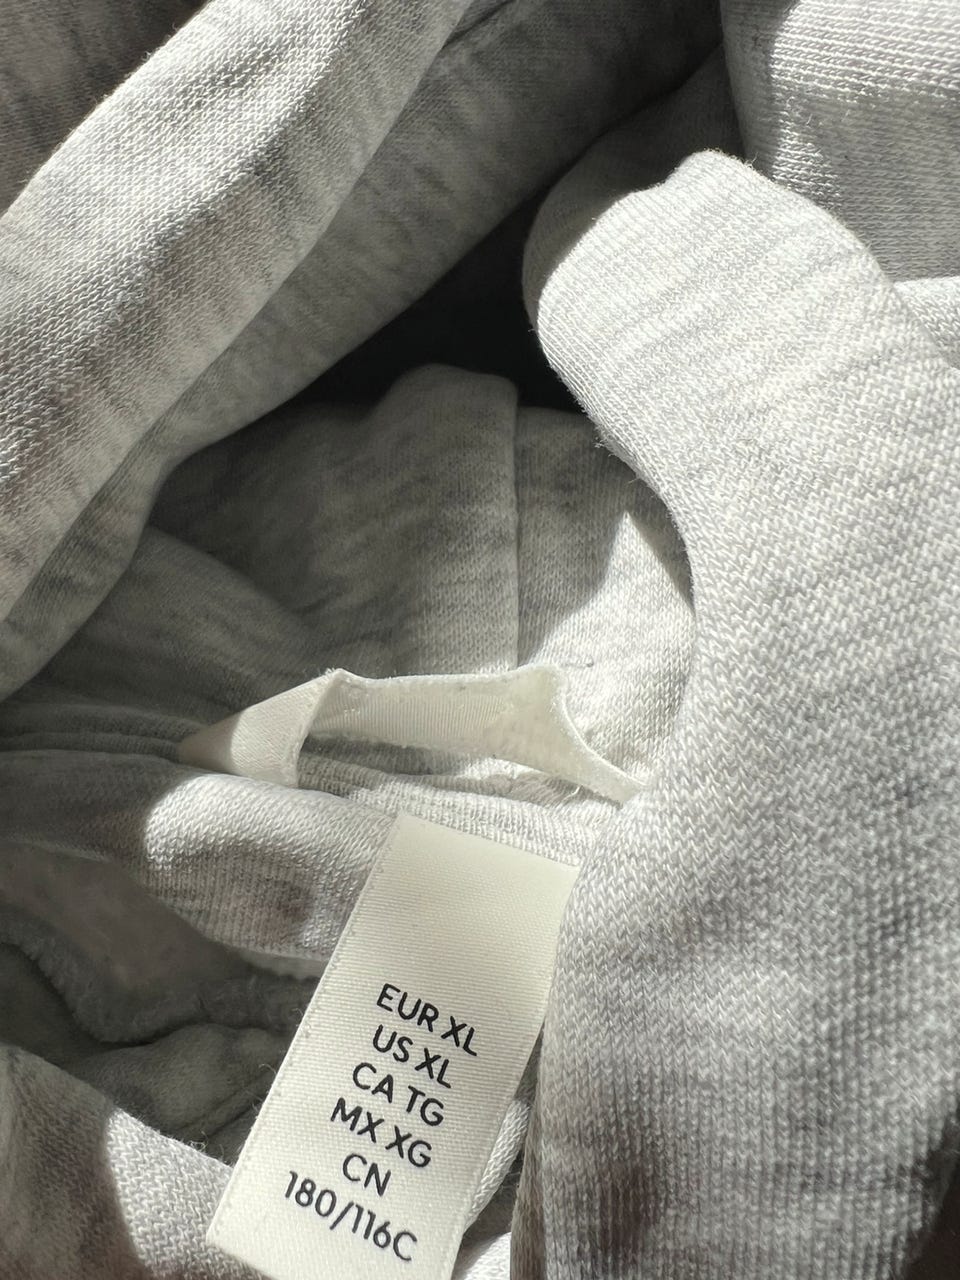 EUR XL
US XL
CA TG
MX XG
CN
180/116C